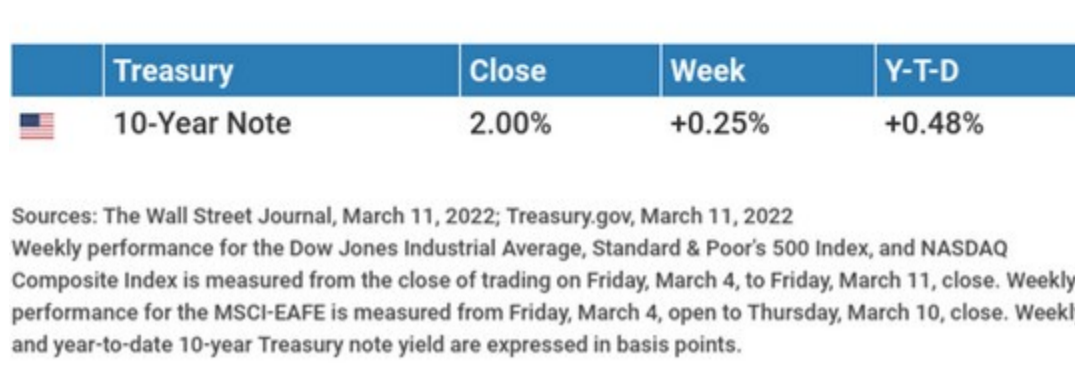 Treasury Close Week Y-T-D
10-Year Note 2.00% +0.25% +0.48%
Sources: The Wall Street Journal, March 11, 2022; Treasury.gov, March 11, 2022
Weekly performance for the Dow Jones Industrial Average, Standard & Poor's 500 Index, and NASDAQ
Composite Index is measured from the close of trading on Friday, March 4, to Friday, March 11, close. Weekly
performance for the MSCI-EAFE is measured from Friday, March 4, open to Thursday, March 10, close. Weekl
and year-to-date 10-year Treasury note yield are expressed in basis points.